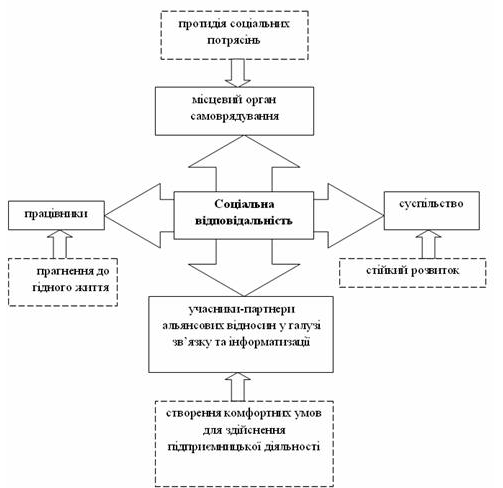 протидія соціальних
потрясінь
місцевий орган
самоврядування
Соціальна
відповідальність
працівники
суспільство
прагнення до
гідного життя
стійкий розвиток
учасники-партнери
альянсових відносин у галузі
зв’язку та інформатизації
створення комфортних умов
для здійснення
підприємницької діяльності